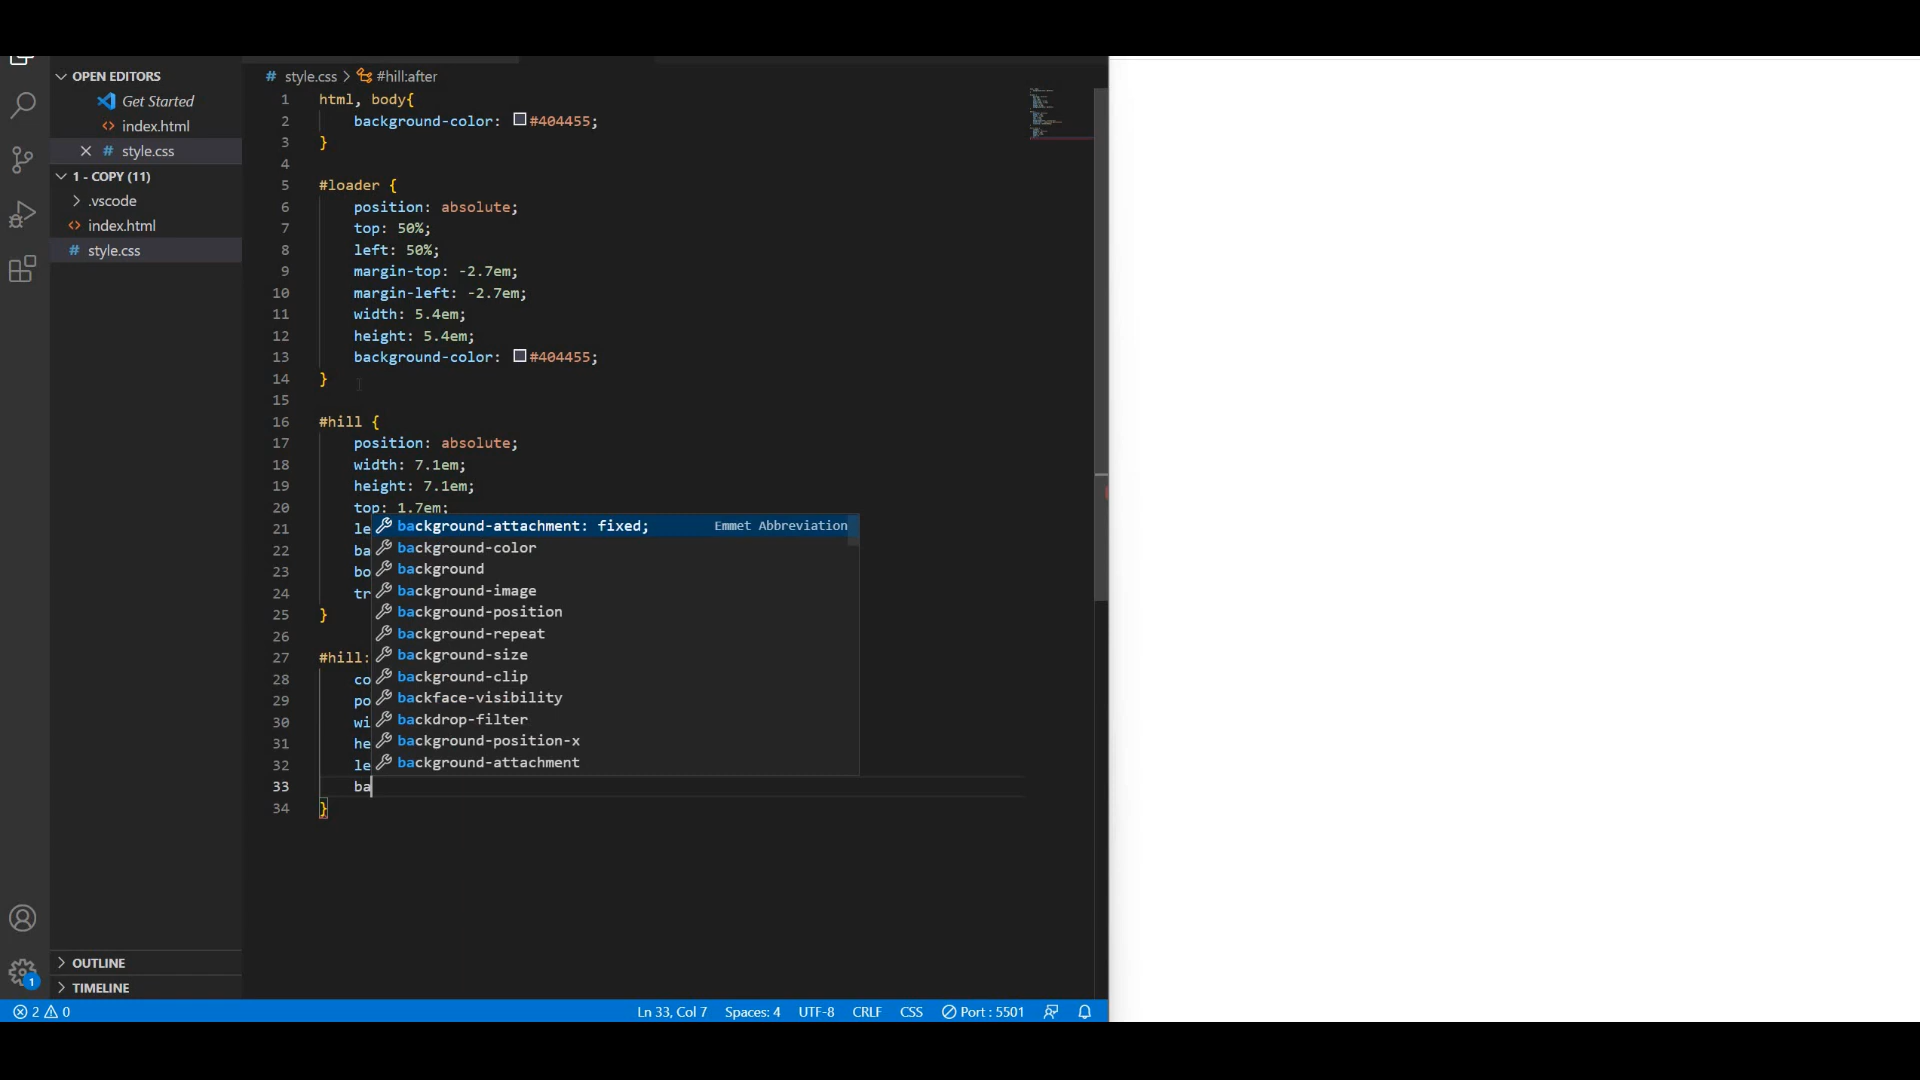 OPEN EDITORS
Get Started
index.html
style.css
1 - COPY (11)
.vscode
index.html
style.css
OUTLINE
TIMELINE
style.css > #hill:after
1 html, body{
2 background-color: #404455;
3 }
4
5 #loader {
6 position: absolute;
7 top: 50%;
8 left: 50%;
9 margin-top: -2.7em;
10 margin-left: -2.7em;
11 width: 5.4em;
12 height: 5.4em;
13 background-color: #404455;
14 }
15
16 #hill {
17 position: absolute;
18 width: 7.1em;
19 height: 7.1em;
20 top: 1.7em;
21 le
22 ba
23 bo
24 tr
25 }
26
27 #hill:
28 co
29 po
30 wi
31 he
32 le
33 ba
34 }
background-attachment: fixed; Emmet Abbreviation
background-color
background
background-image
background-position
background-repeat
background-size
background-clip
backface-visibility
backdrop-filter
background-position-x
background-attachment
1
2 0 Ln 33, Col 7 Spaces: 4 UTF-8 CRLF CSS Port : 5501